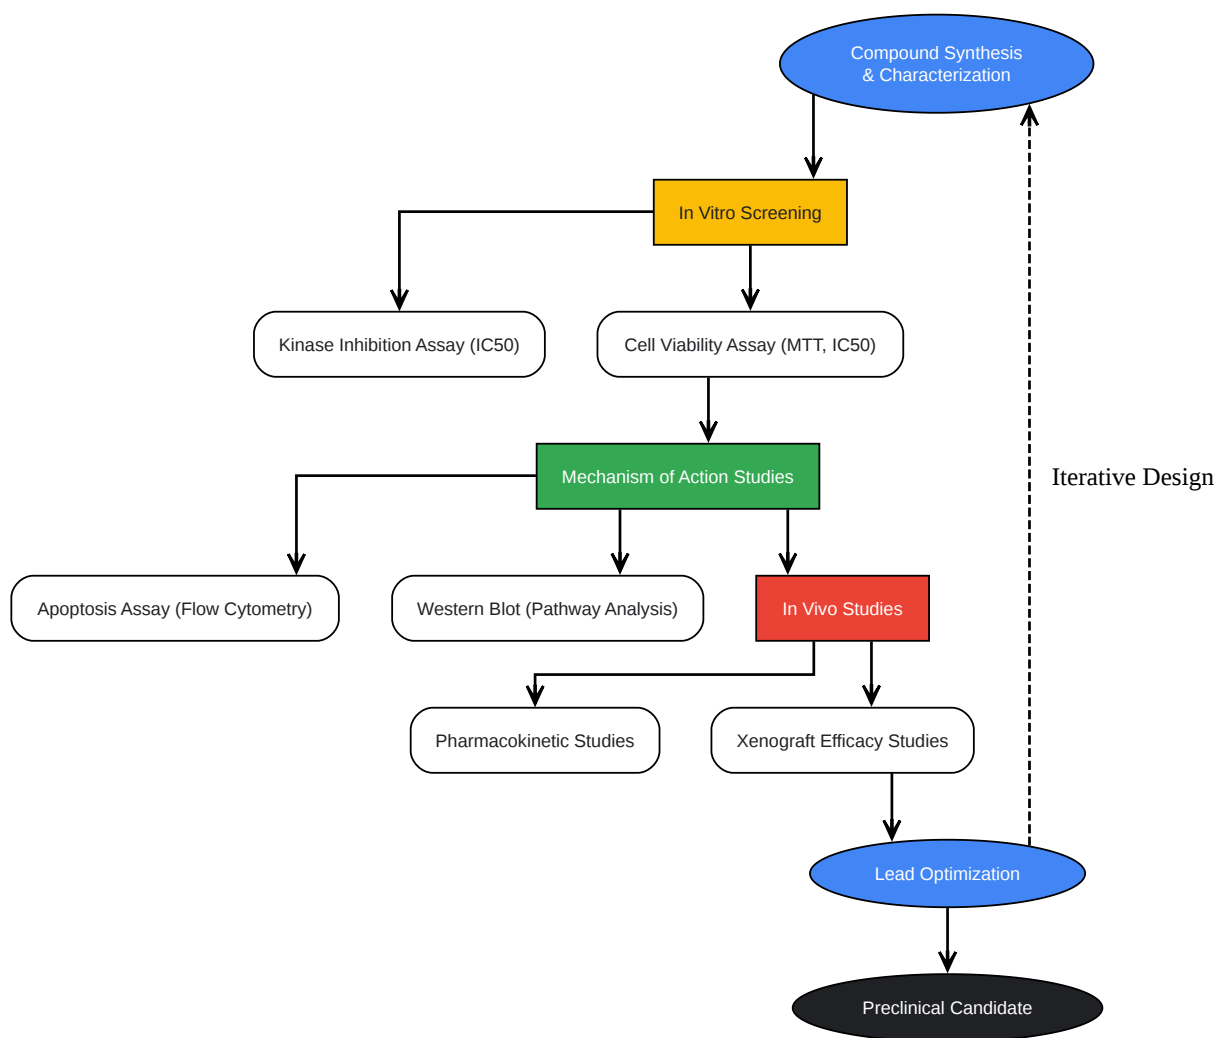 Compound Synthesis
& Characterization
In Vitro Screening
Kinase Inhibition Assay (IC50)
Cell Viability Assay (MTT, IC50)
Mechanism of Action Studies
Iterative Design
Apoptosis Assay (Flow Cytometry)
Western Blot (Pathway Analysis)
In Vivo Studies
Pharmacokinetic Studies
Xenograft Efficacy Studies
Lead Optimization
Preclinical Candidate